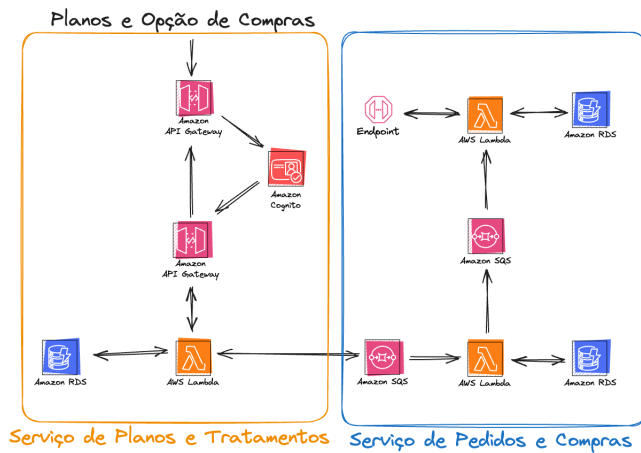 Planos e Opção de Compras
Amazon
API Gateway
Amazon
Cognito
Amazon
API Gateway
Amazon RDS
AWS Lambda
Serviço de Planos e Tratamentos
Endpoint
AWS Lambda
Amazon RDS
Amazon SQS
Amazon SQS
AWS Lambda
Amazon RDS
Serviço de Pedidos e Compras